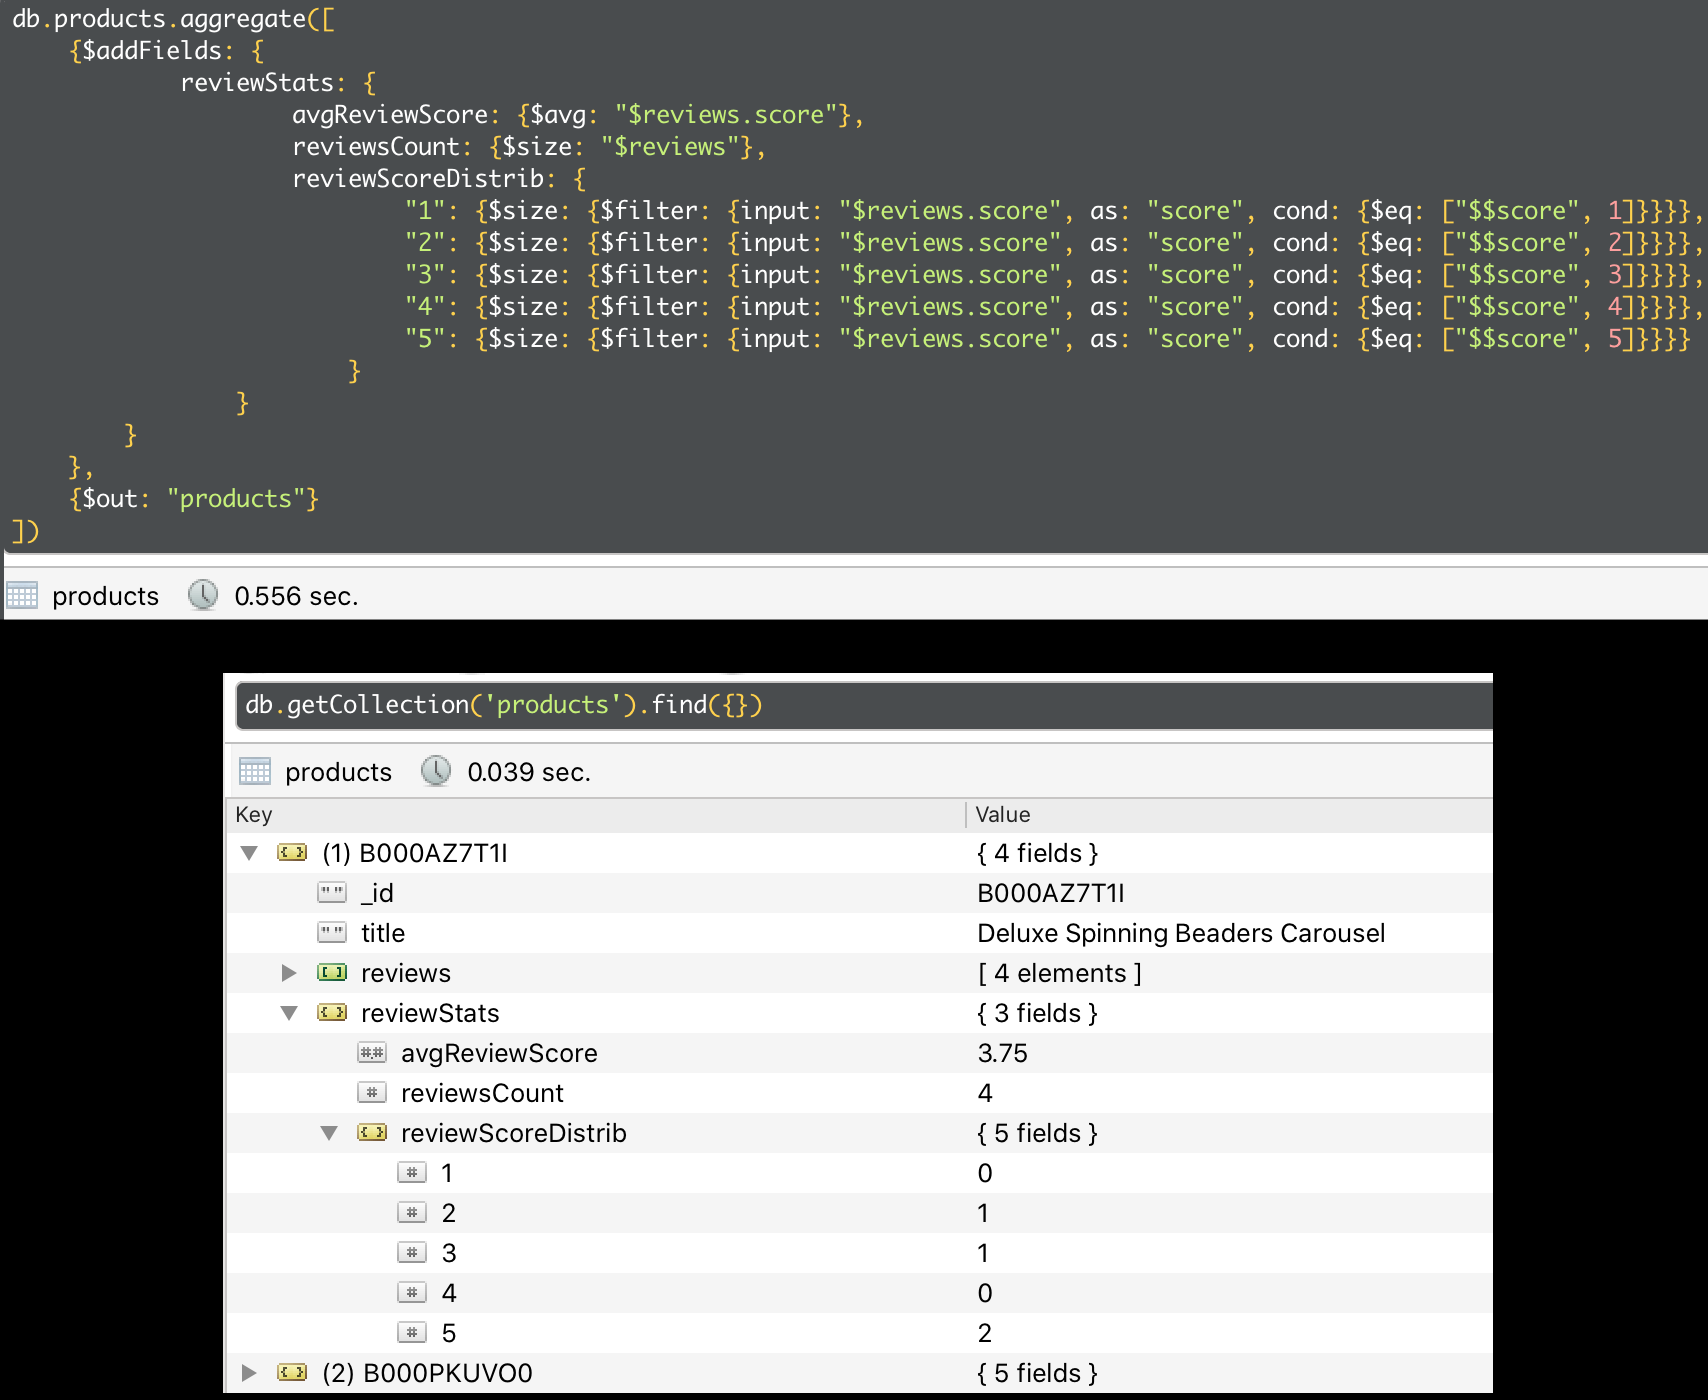 db.products.aggregate([
{$addFields: {
reviewStats: {
avgReviewScore: {$avg: "$reviews.score"},
reviewsCount: {$size: "$reviews"},
reviewScoreDistrib: {
"1": {$size: {$filter: {input: "$reviews.score", as: "score", cond: {$eq: ["$$score", 1]}}}},
"2": {$size: {$filter: {input: "$reviews.score", as: "score", cond: {$eq: ["$$score", 2]}}}},
"3": {$size: {$filter: {input: "$reviews.score", as: "score", cond: {$eq: ["$$score", 3]}}}},
"4": {$size: {$filter: {input: "$reviews.score", as: "score", cond: {$eq: ["$$score", 4]}}}},
"5": {$size: {$filter: {input: "$reviews.score", as: "score", cond: {$eq: ["$$score", 5]}}}}
}
}
}
},
{$out: "products"}
])
products 0.556 sec.
db.getCollection('products').find({})
products 0.039 sec.
Key Value
(1) B000AZ7T1I { 4 fields }
_id B000AZ7T1I
title Deluxe Spinning Beaders Carousel
reviews [ 4 elements ]
reviewStats { 3 fields }
avgReviewScore 3.75
reviewsCount 4
reviewScoreDistrib { 5 fields }
1 0
2 1
3 1
4 0
5 2
(2) B000PKUVO0 { 5 fields }